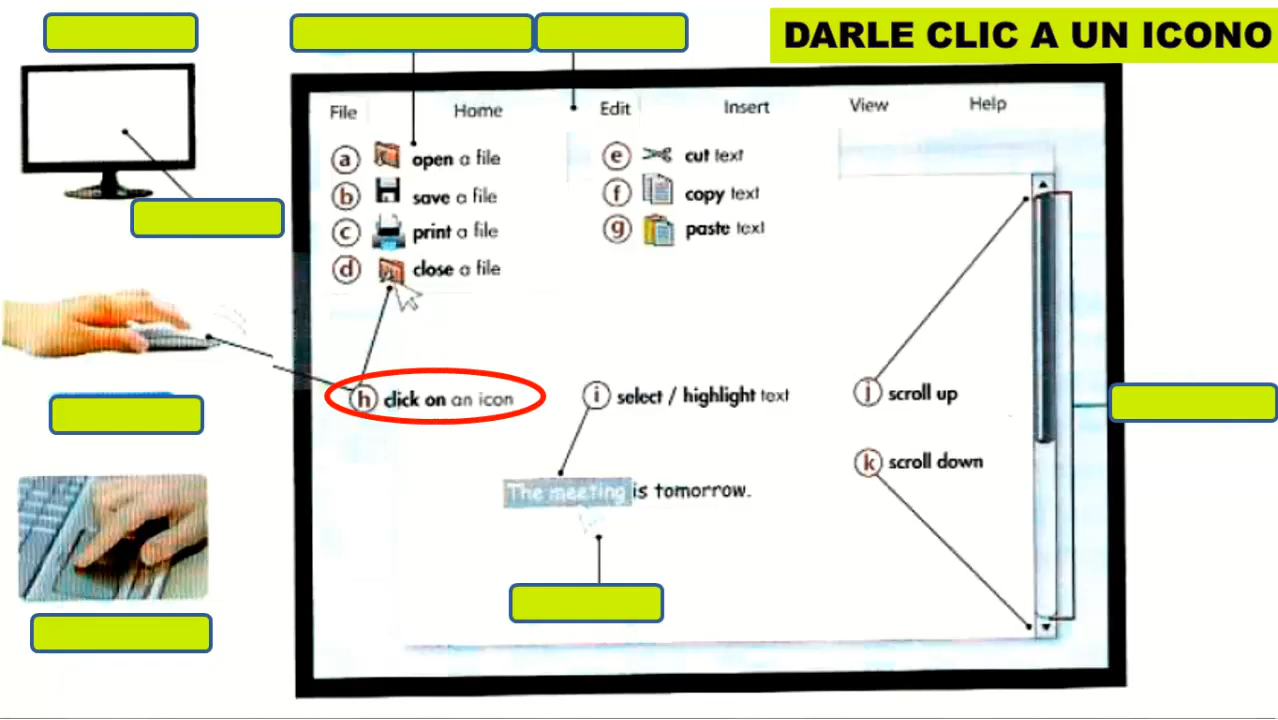 DARLE CLIC A UN ICONO
File Home Edit Insert View Help
a open a file
b save a file
c print a file
d close a file
e cut text
f copy text
g paste text
h click on an icon
i select / highlight text
j scroll up
k scroll down
The meeting is tomorrow.